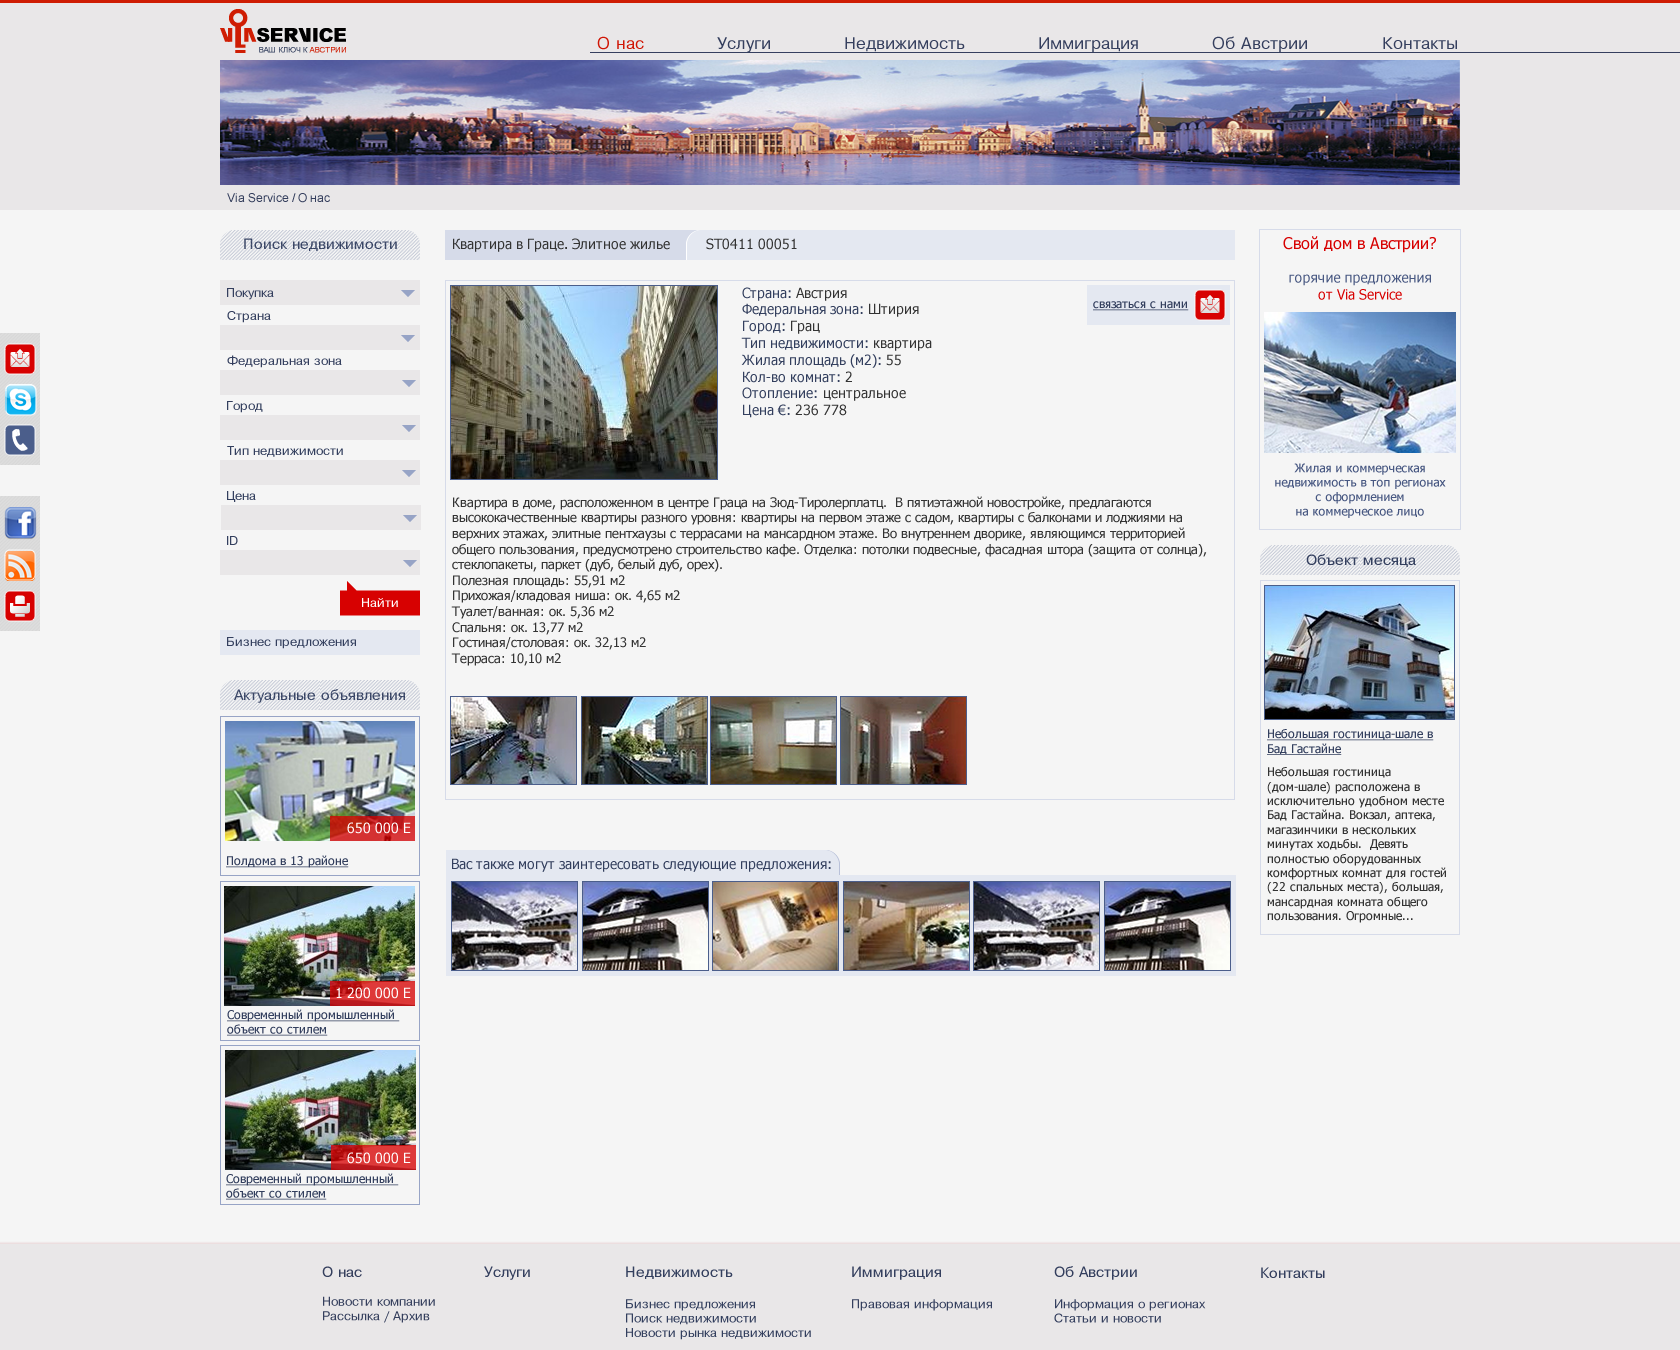 VIASERVICE
ВАШ КЛЮЧ К АВСТРИИ
О нас
Услуги
Недвижимость
Иммиграция
Об Австрии
Контакты
Via Service / О нас
Поиск недвижимости
Покупка
Страна
Федеральная зона
Город
Тип недвижимости
Цена
ID
Найти
Бизнес предложения
Актуальные объявления
650 000 E
Полдома в 13 районе
1 200 000 E
Современный промышленный
объект со стилем
650 000 E
Современный промышленный
объект со стилем
Квартира в Граце. Элитное жилье
ST0411 00051
Страна: Австрия
Федеральная зона: Штирия
Город: Грац
Тип недвижимости: квартира
Жилая площадь (м2): 55
Кол-во комнат: 2
Отопление: центральное
Цена €: 236 778
связаться с нами
Квартира в доме, расположенном в центре Граца на Зюд-Тиролерплатц.  В пятиэтажной новостройке, предлагаются
высококачественные квартиры разного уровня: квартиры на первом этаже с садом, квартиры с балконами и лоджиями на
верхних этажах, элитные пентхаузы с террасами на мансардном этаже. Во внутреннем дворике, являющимся территорией
общего пользования, предусмотрено строительство кафе. Отделка: потолки подвесные, фасадная штора (защита от солнца),
стеклопакеты, паркет (дуб, белый дуб, орех).
Полезная площадь: 55,91 м2
Прихожая/кладовая ниша: ок. 4,65 м2
Туалет/ванная: ок. 5,36 м2
Спальня: ок. 13,77 м2
Гостиная/столовая: ок. 32,13 м2
Терраса: 10,10 м2
Вас также могут заинтересовать следующие предложения:
Свой дом в Австрии?
горячие предложения
от Via Service
Жилая и коммерческая
недвижимость в топ регионах
с оформлением
на коммерческое лицо
Объект месяца
Небольшая гостиница-шале в
Бад Гастайне
Небольшая гостиница
(дом-шале) расположена в
исключительно удобном месте
Бад Гастайна. Вокзал, аптека,
магазинчики в нескольких
минутах ходьбы.  Девять
полностью оборудованных
комфортных комнат для гостей
(22 спальных места), большая,
мансардная комната общего
пользования. Огромные...
О нас
Новости компании
Рассылка / Архив
Услуги
Недвижимость
Бизнес предложения
Поиск недвижимости
Новости рынка недвижимости
Иммиграция
Правовая информация
Об Австрии
Информация о регионах
Статьи и новости
Контакты